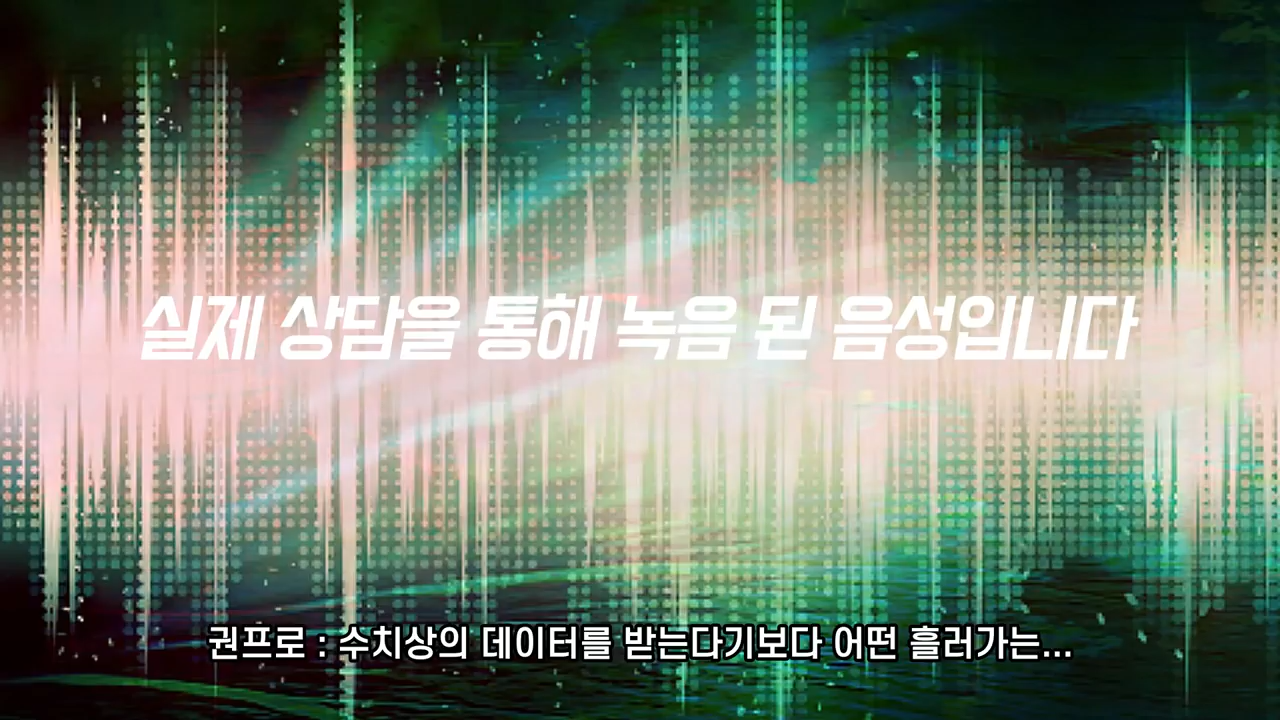 실제 상담을 통해 녹음 된 음성입니다
권프로 : 수치상의 데이터를 받는다기보다 어떤 흘러가는...